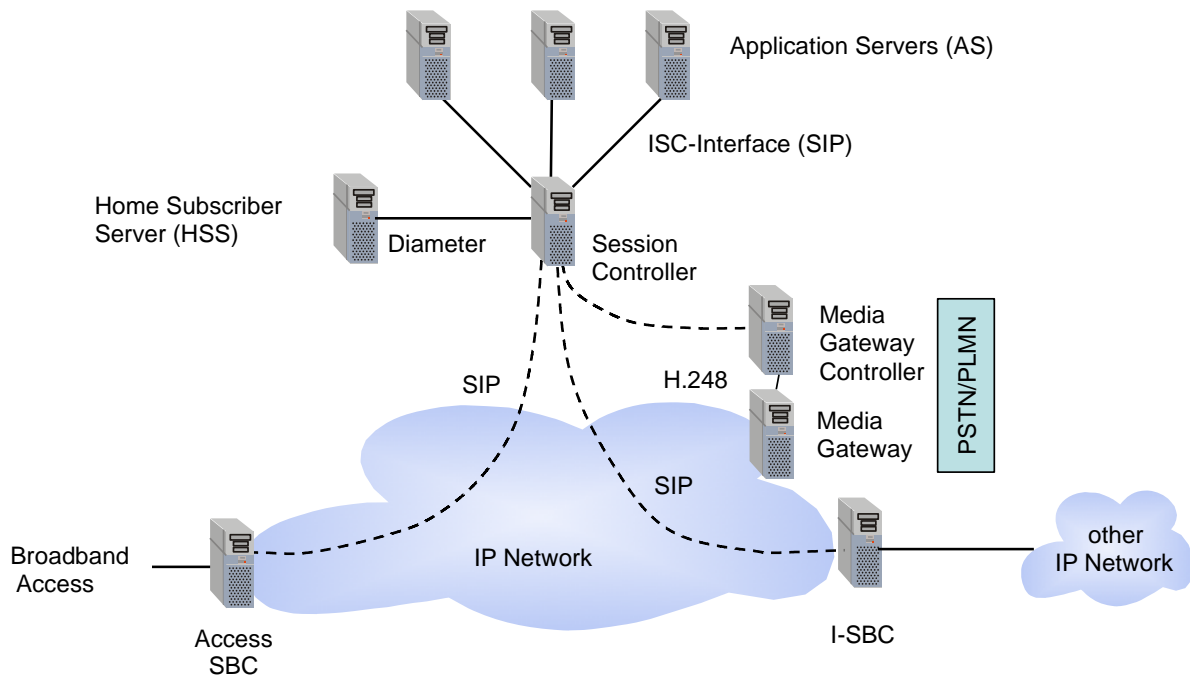 Application Servers (AS)
ISC-Interface (SIP)
Home Subscriber
Server (HSS)
Diameter
Session
Controller
Media
Gateway
Controller
PSTN/PLMN
SIP
H.248
Media
Gateway
SIP
other
IP Network
Broadband
Access
IP Network
I-SBC
Access
SBC